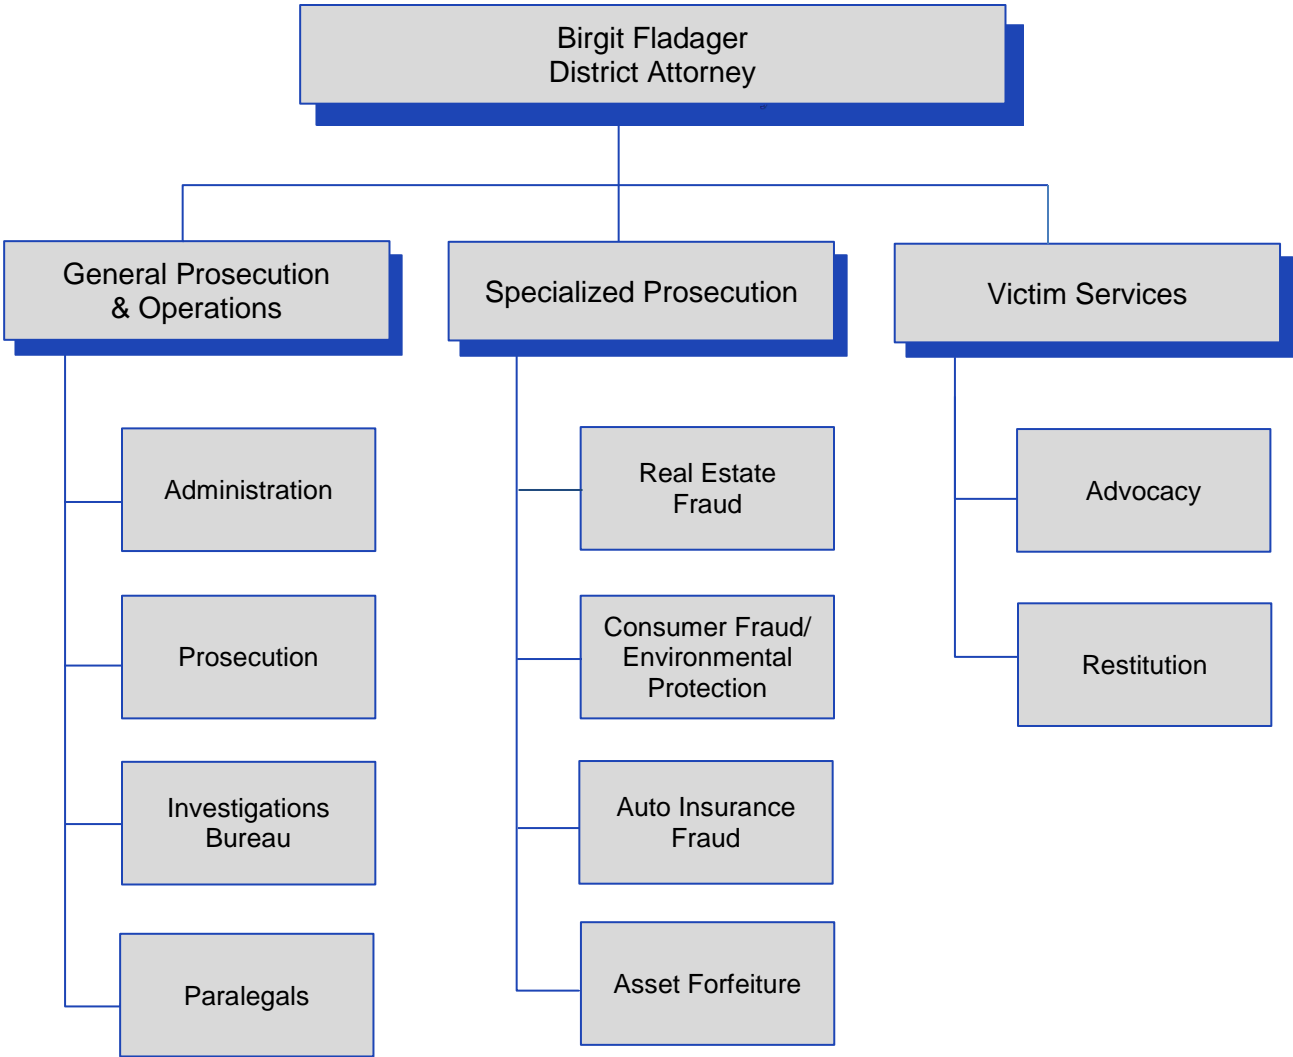 Birgit Fladager
District Attorney
General Prosecution
& Operations
Specialized Prosecution
Victim Services
Administration
Prosecution
Investigations
Bureau
Paralegals
Real Estate
Fraud
Consumer Fraud/
Environmental
Protection
Auto Insurance
Fraud
Asset Forfeiture
Advocacy
Restitution